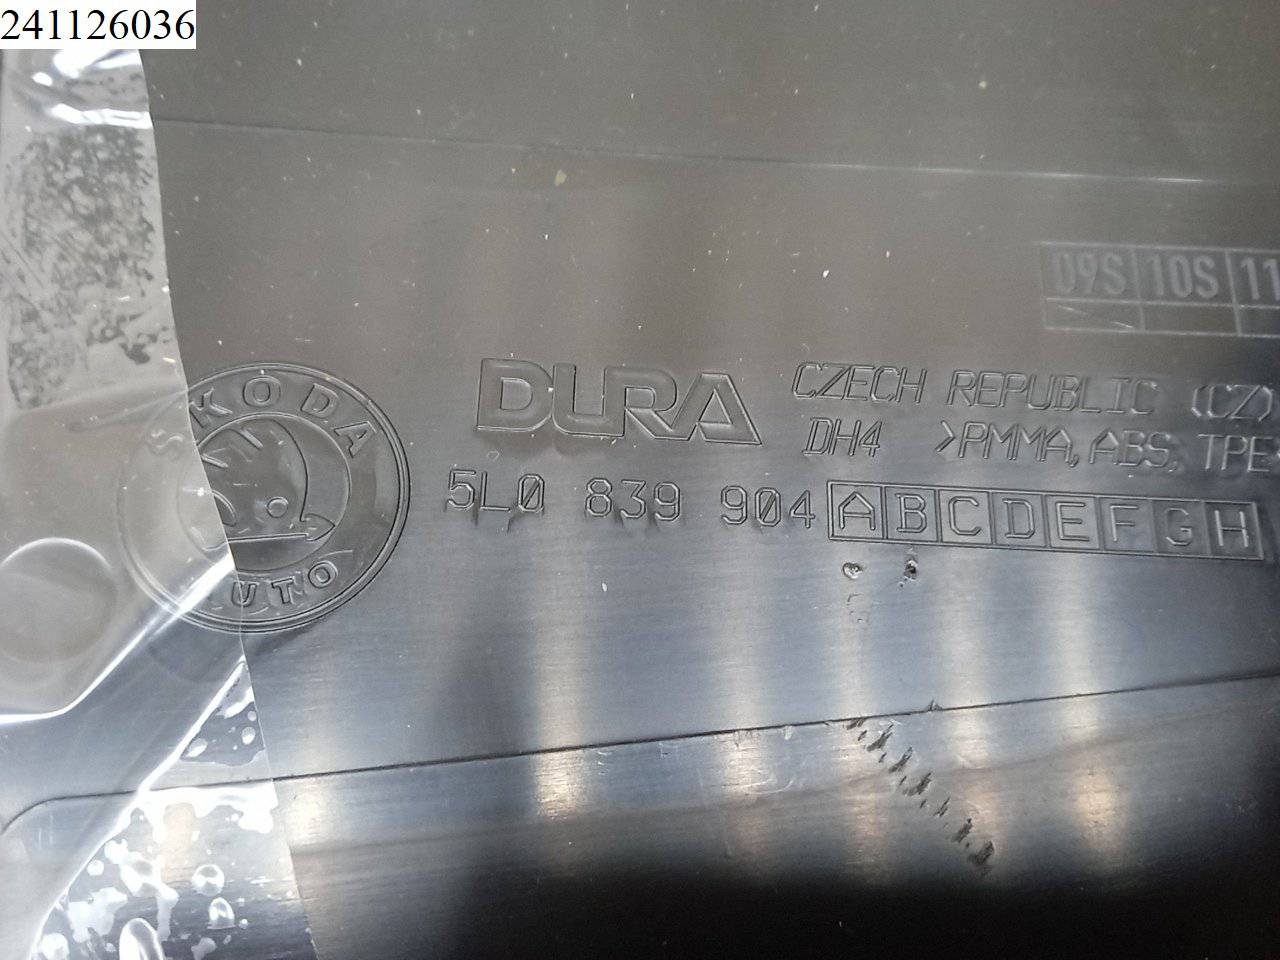 241126036
09S 10S 11
DURA
CZECH REPUBLIC (CZ)
DH4 >PMMA, ABS, TPE<
SKODA
AUTO
5L0 839 904 A B C D E F G H